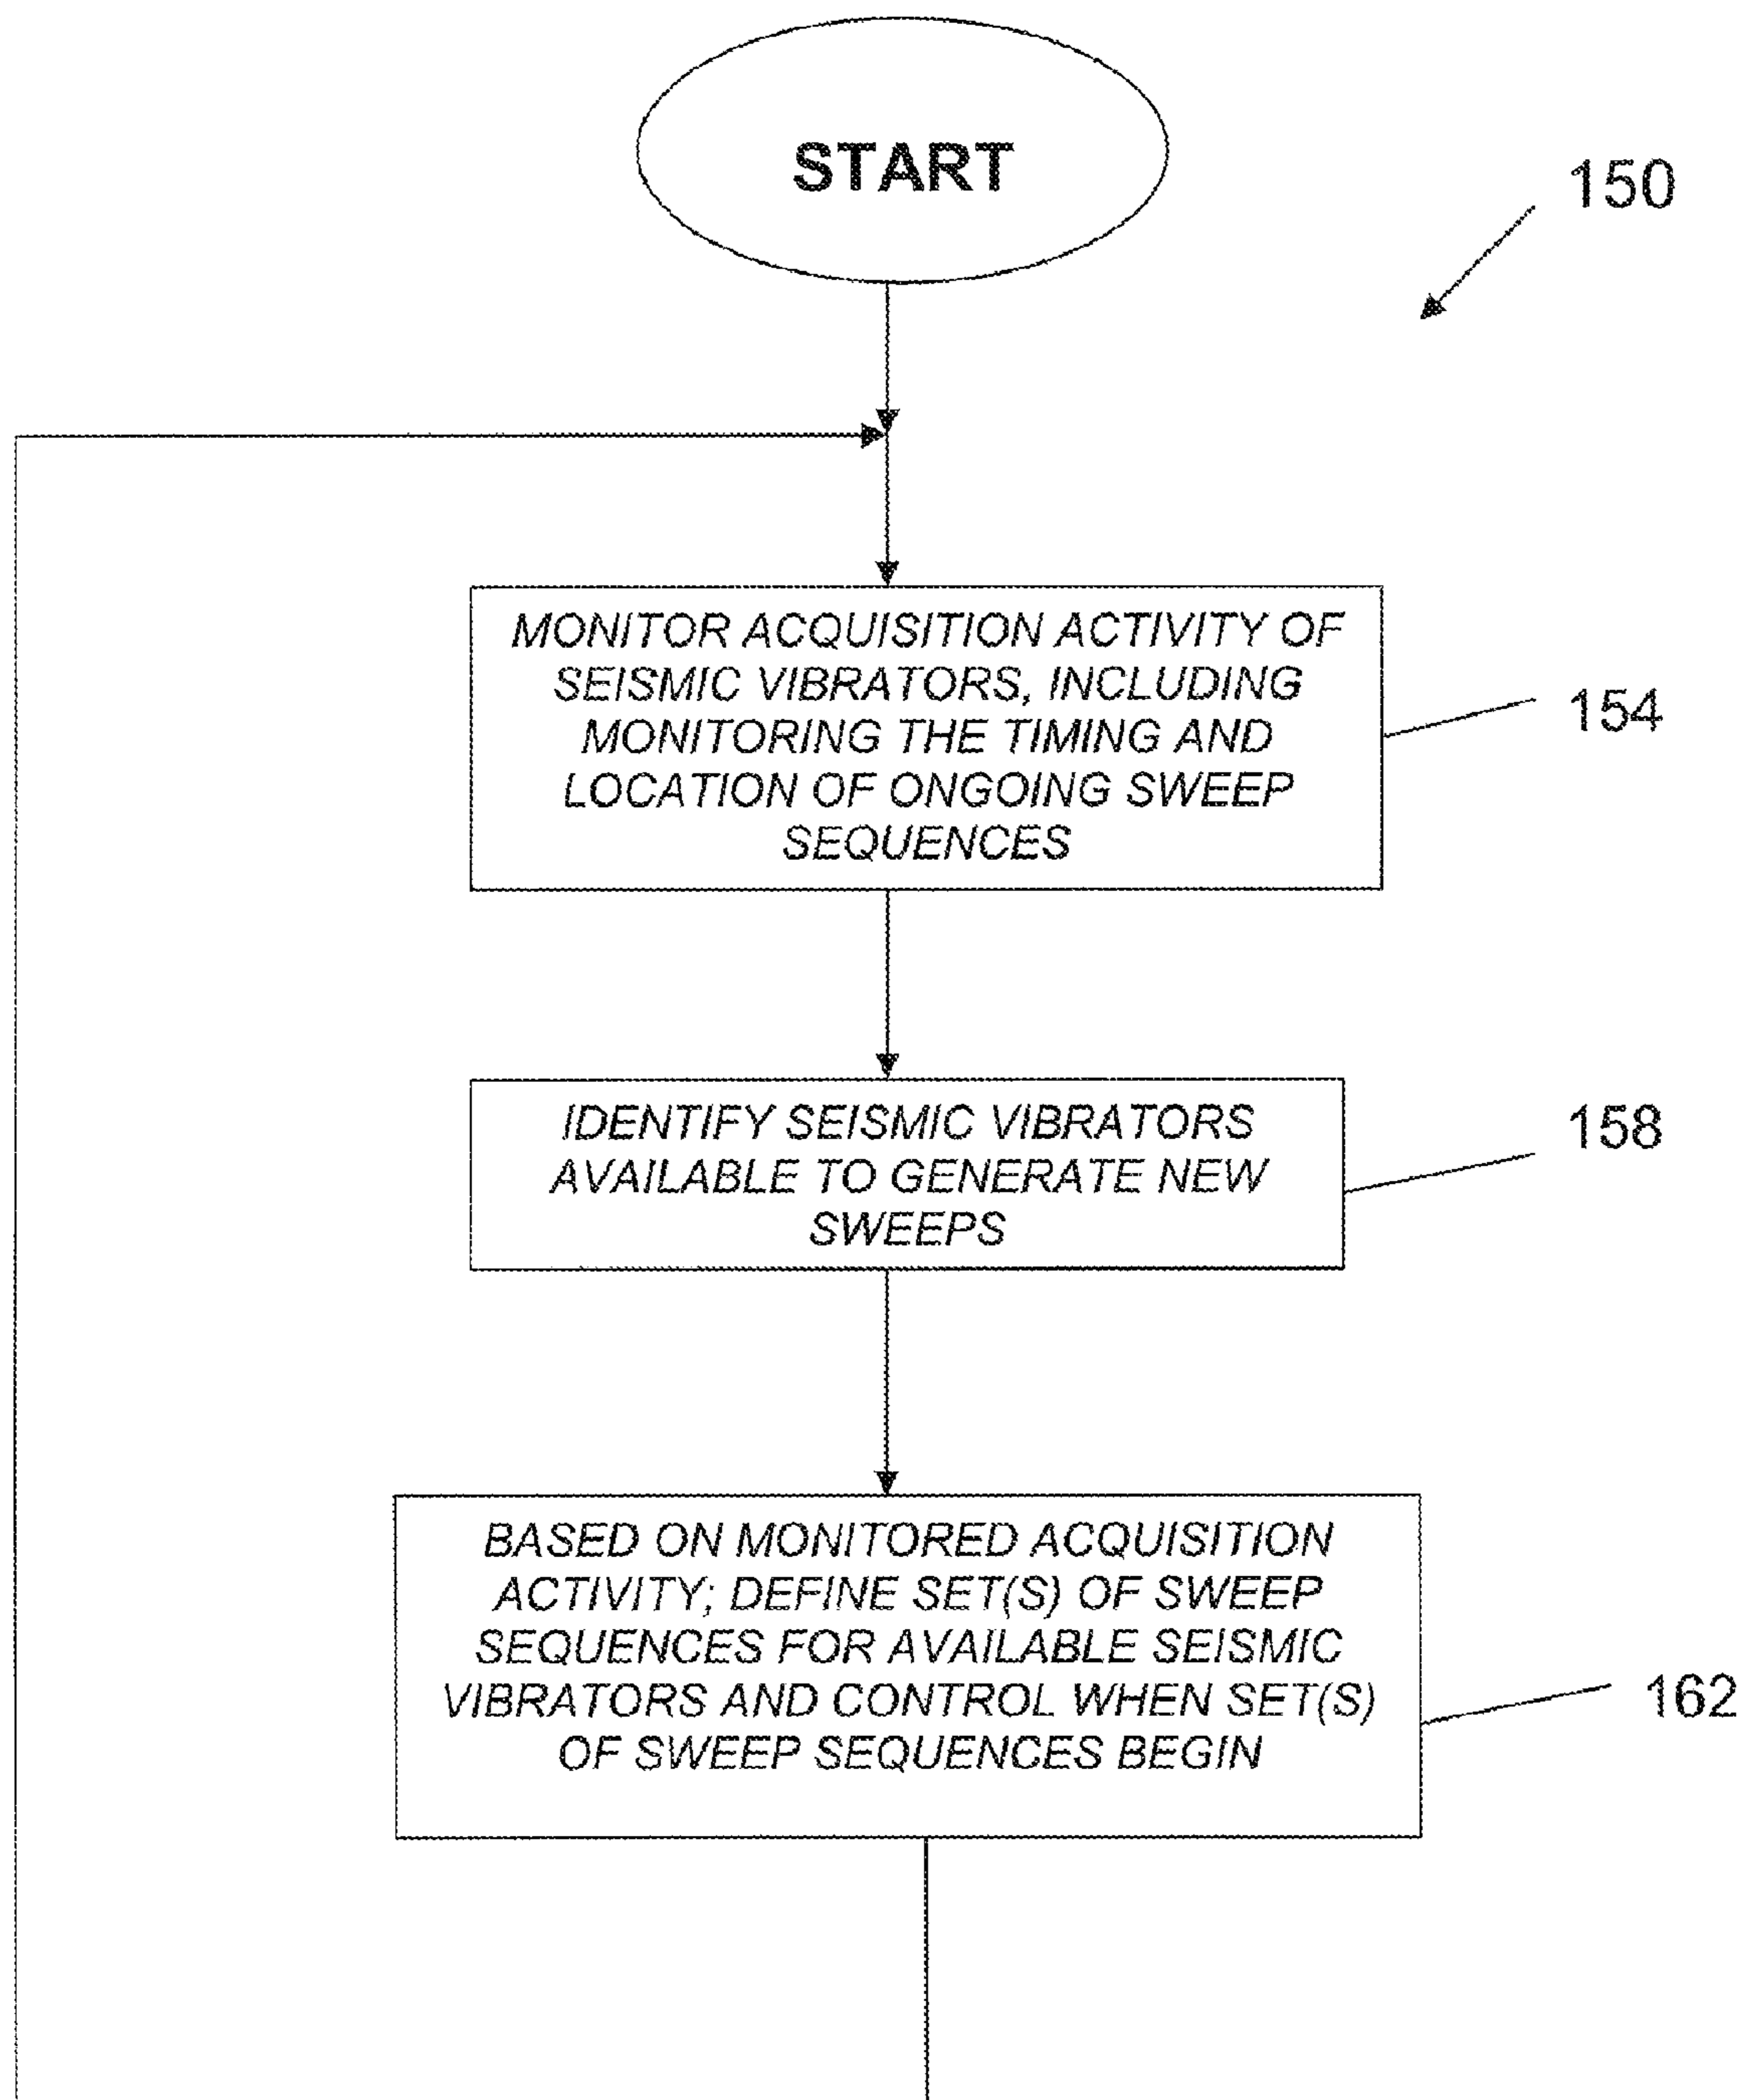 START
150
MONITOR ACQUISITION ACTIVITY OF
SEISMIC VIBRATORS, INCLUDING
MONITORING THE TIMING AND
LOCATION OF ONGOING SWEEP
SEQUENCES
154
IDENTIFY SEISMIC VIBRATORS
AVAILABLE TO GENERATE NEW
SWEEPS
158
BASED ON MONITORED ACQUISITION
ACTIVITY; DEFINE SET(S) OF SWEEP
SEQUENCES FOR AVAILABLE SEISMIC
VIBRATORS AND CONTROL WHEN SET(S)
OF SWEEP SEQUENCES BEGIN
162